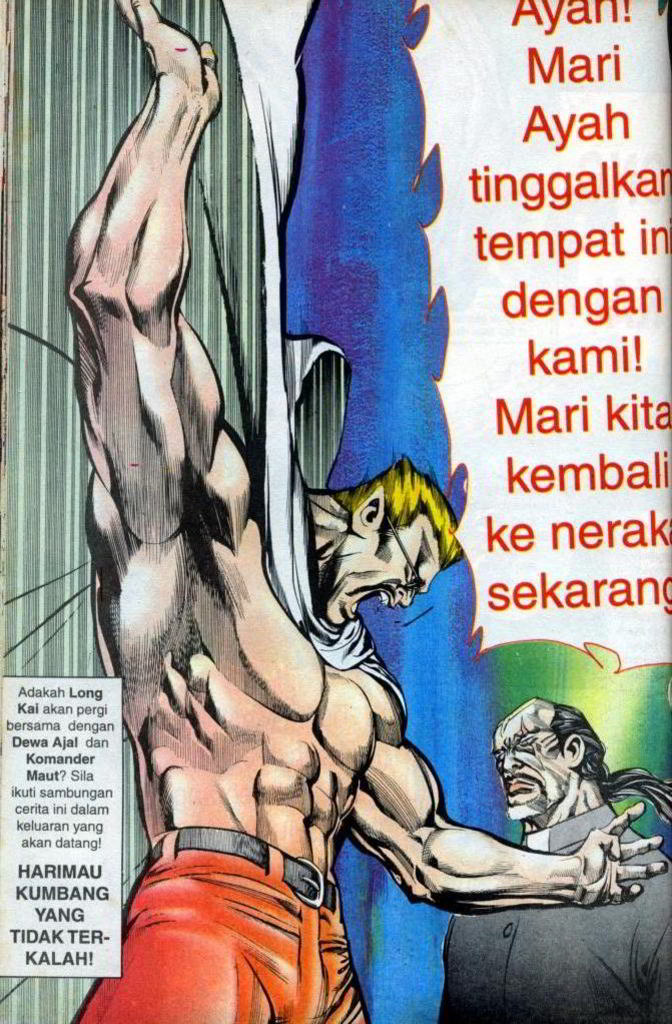 Ayah!
Mari
Ayah
tinggalkan
tempat ini
dengan
kami!
Mari kita
kembali
ke neraka
sekarang
Adakah Long
Kai akan pergi
bersama dengan
Dewa Ajal dan
Komander
Maut? Sila
ikuti sambungan
cerita ini dalam
keluaran yang
akan datang!
HARIMAU
KUMBANG
YANG
TIDAK TER-
KALAH!